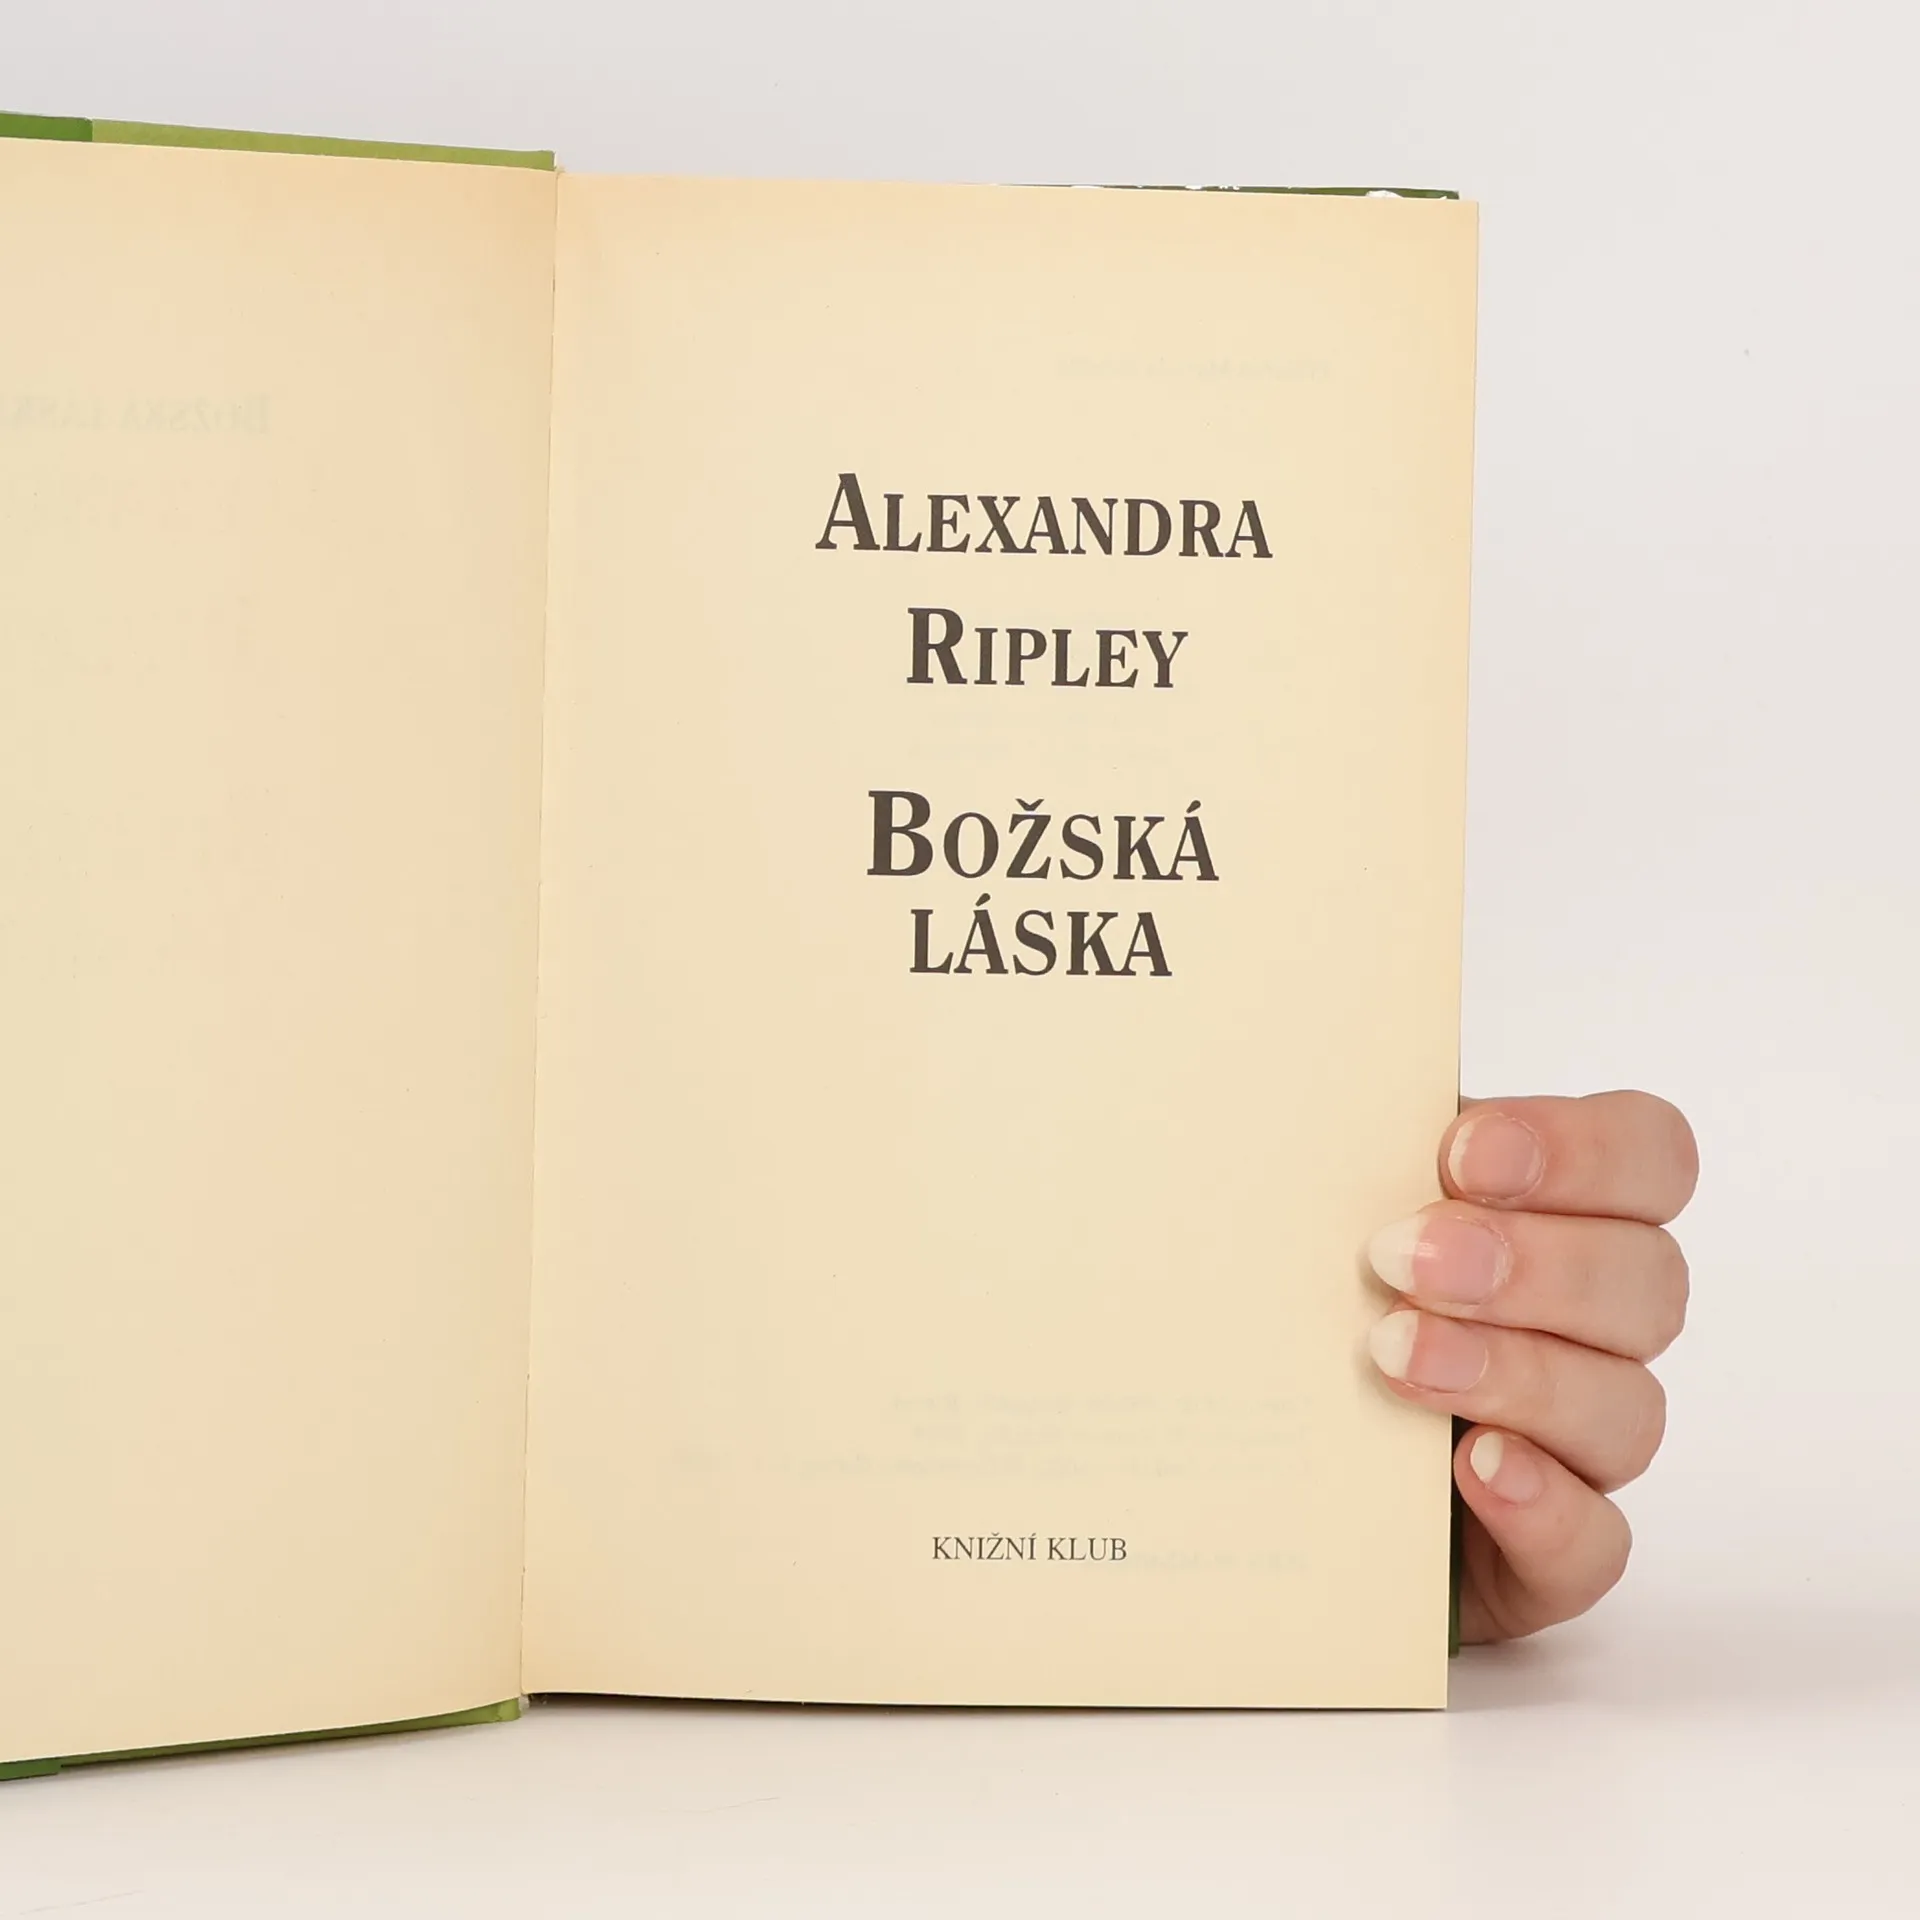 ALEXANDRA
RIPLEY
BOŽSKÁ
LÁSKA
KNIŽNÍ KLUB